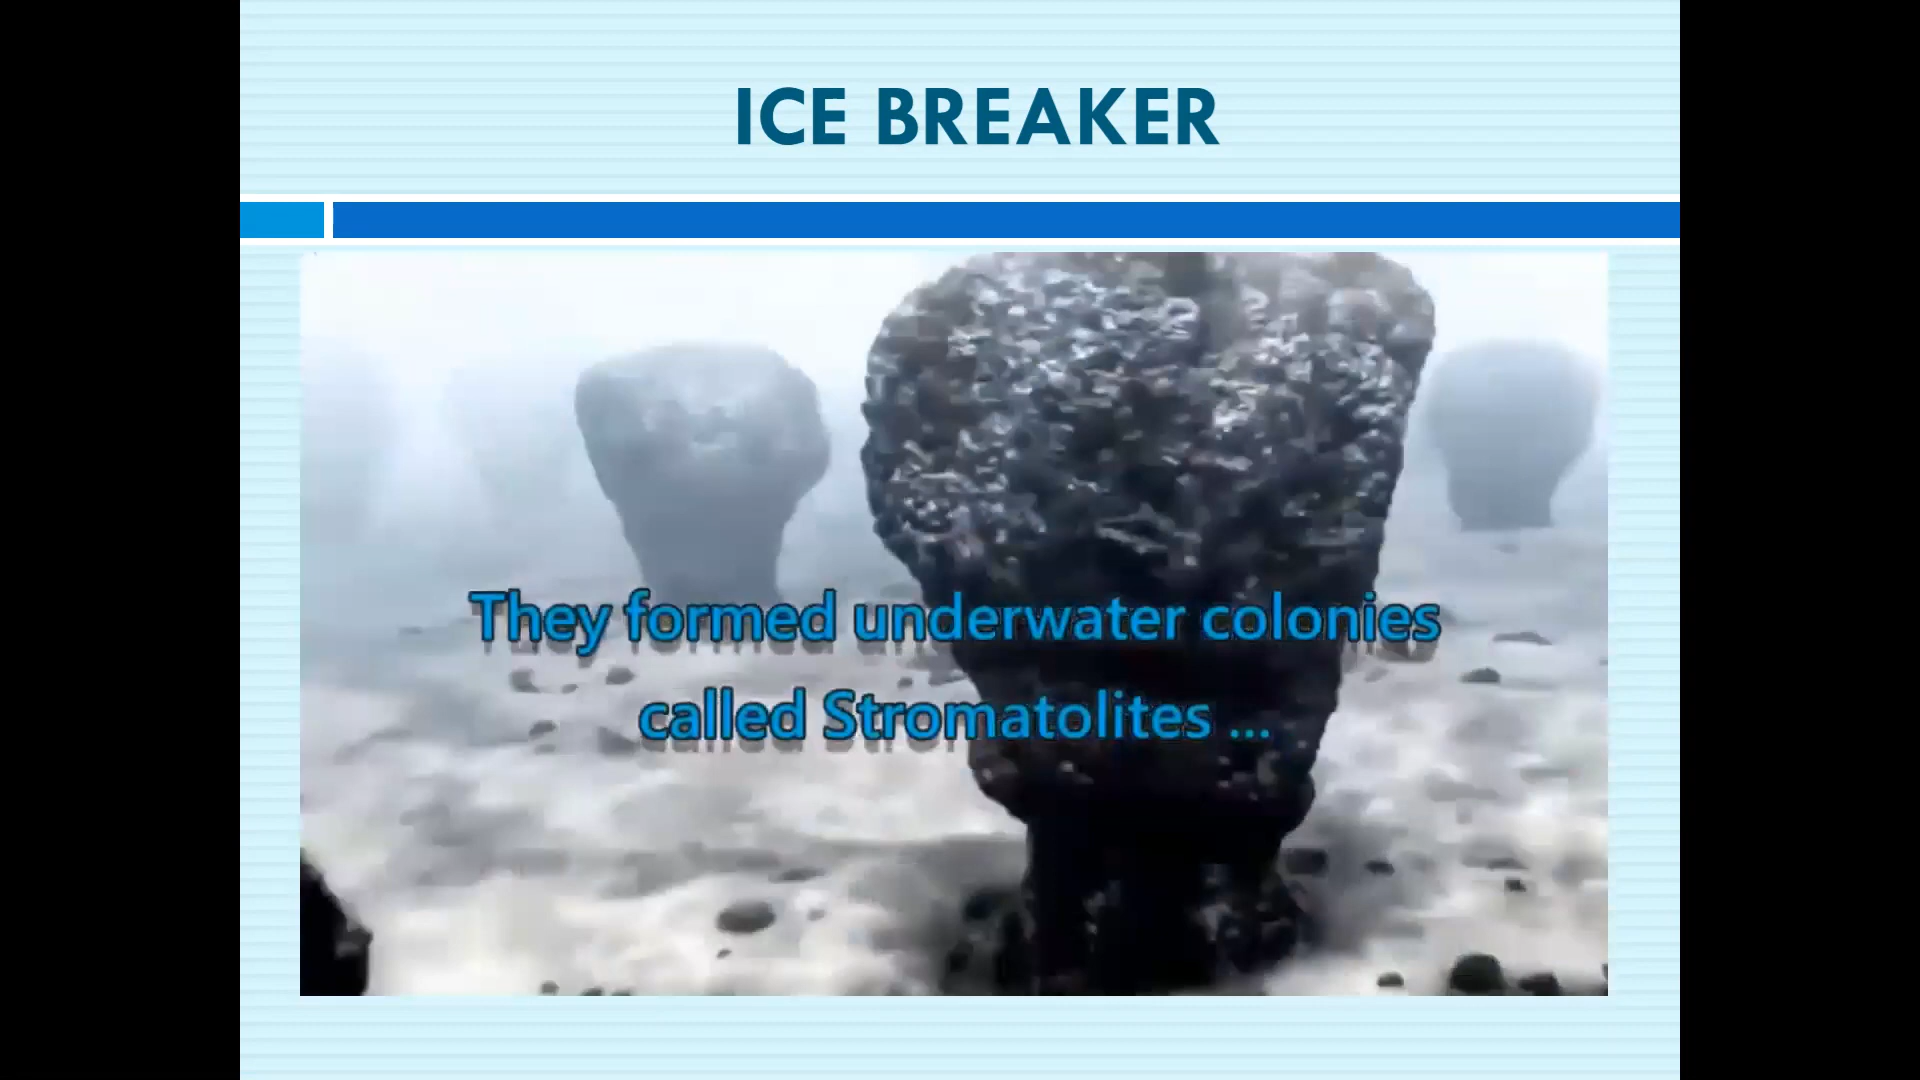 ICE BREAKER
They formed underwater colonies
called Stromatolites ...